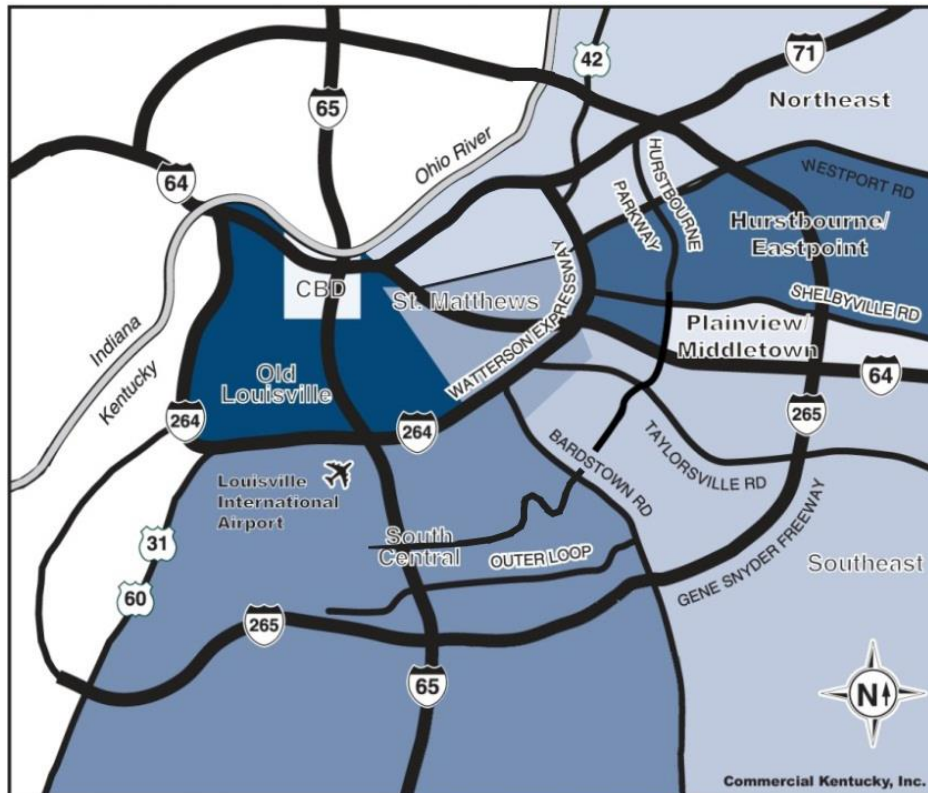 42
71
65
Northeast
Ohio River
HURSTBOURNE
PARKWAY
WESTPORT RD
64
Hurstbourne/
Eastpoint
WATTERSON EXPRESSWAY
CBD
St. Matthews
SHELBYVILLE RD
Indiana
Kentucky
Plainview/
Middletown
64
Old
Louisville
264
264
265
BARDSTOWN RD
TAYLORSVILLE RD
Louisville
International
Airport
31
South
Central
OUTER LOOP
GENE SNYDER FREEWAY
Southeast
60
265
65
N
Commercial Kentucky, Inc.